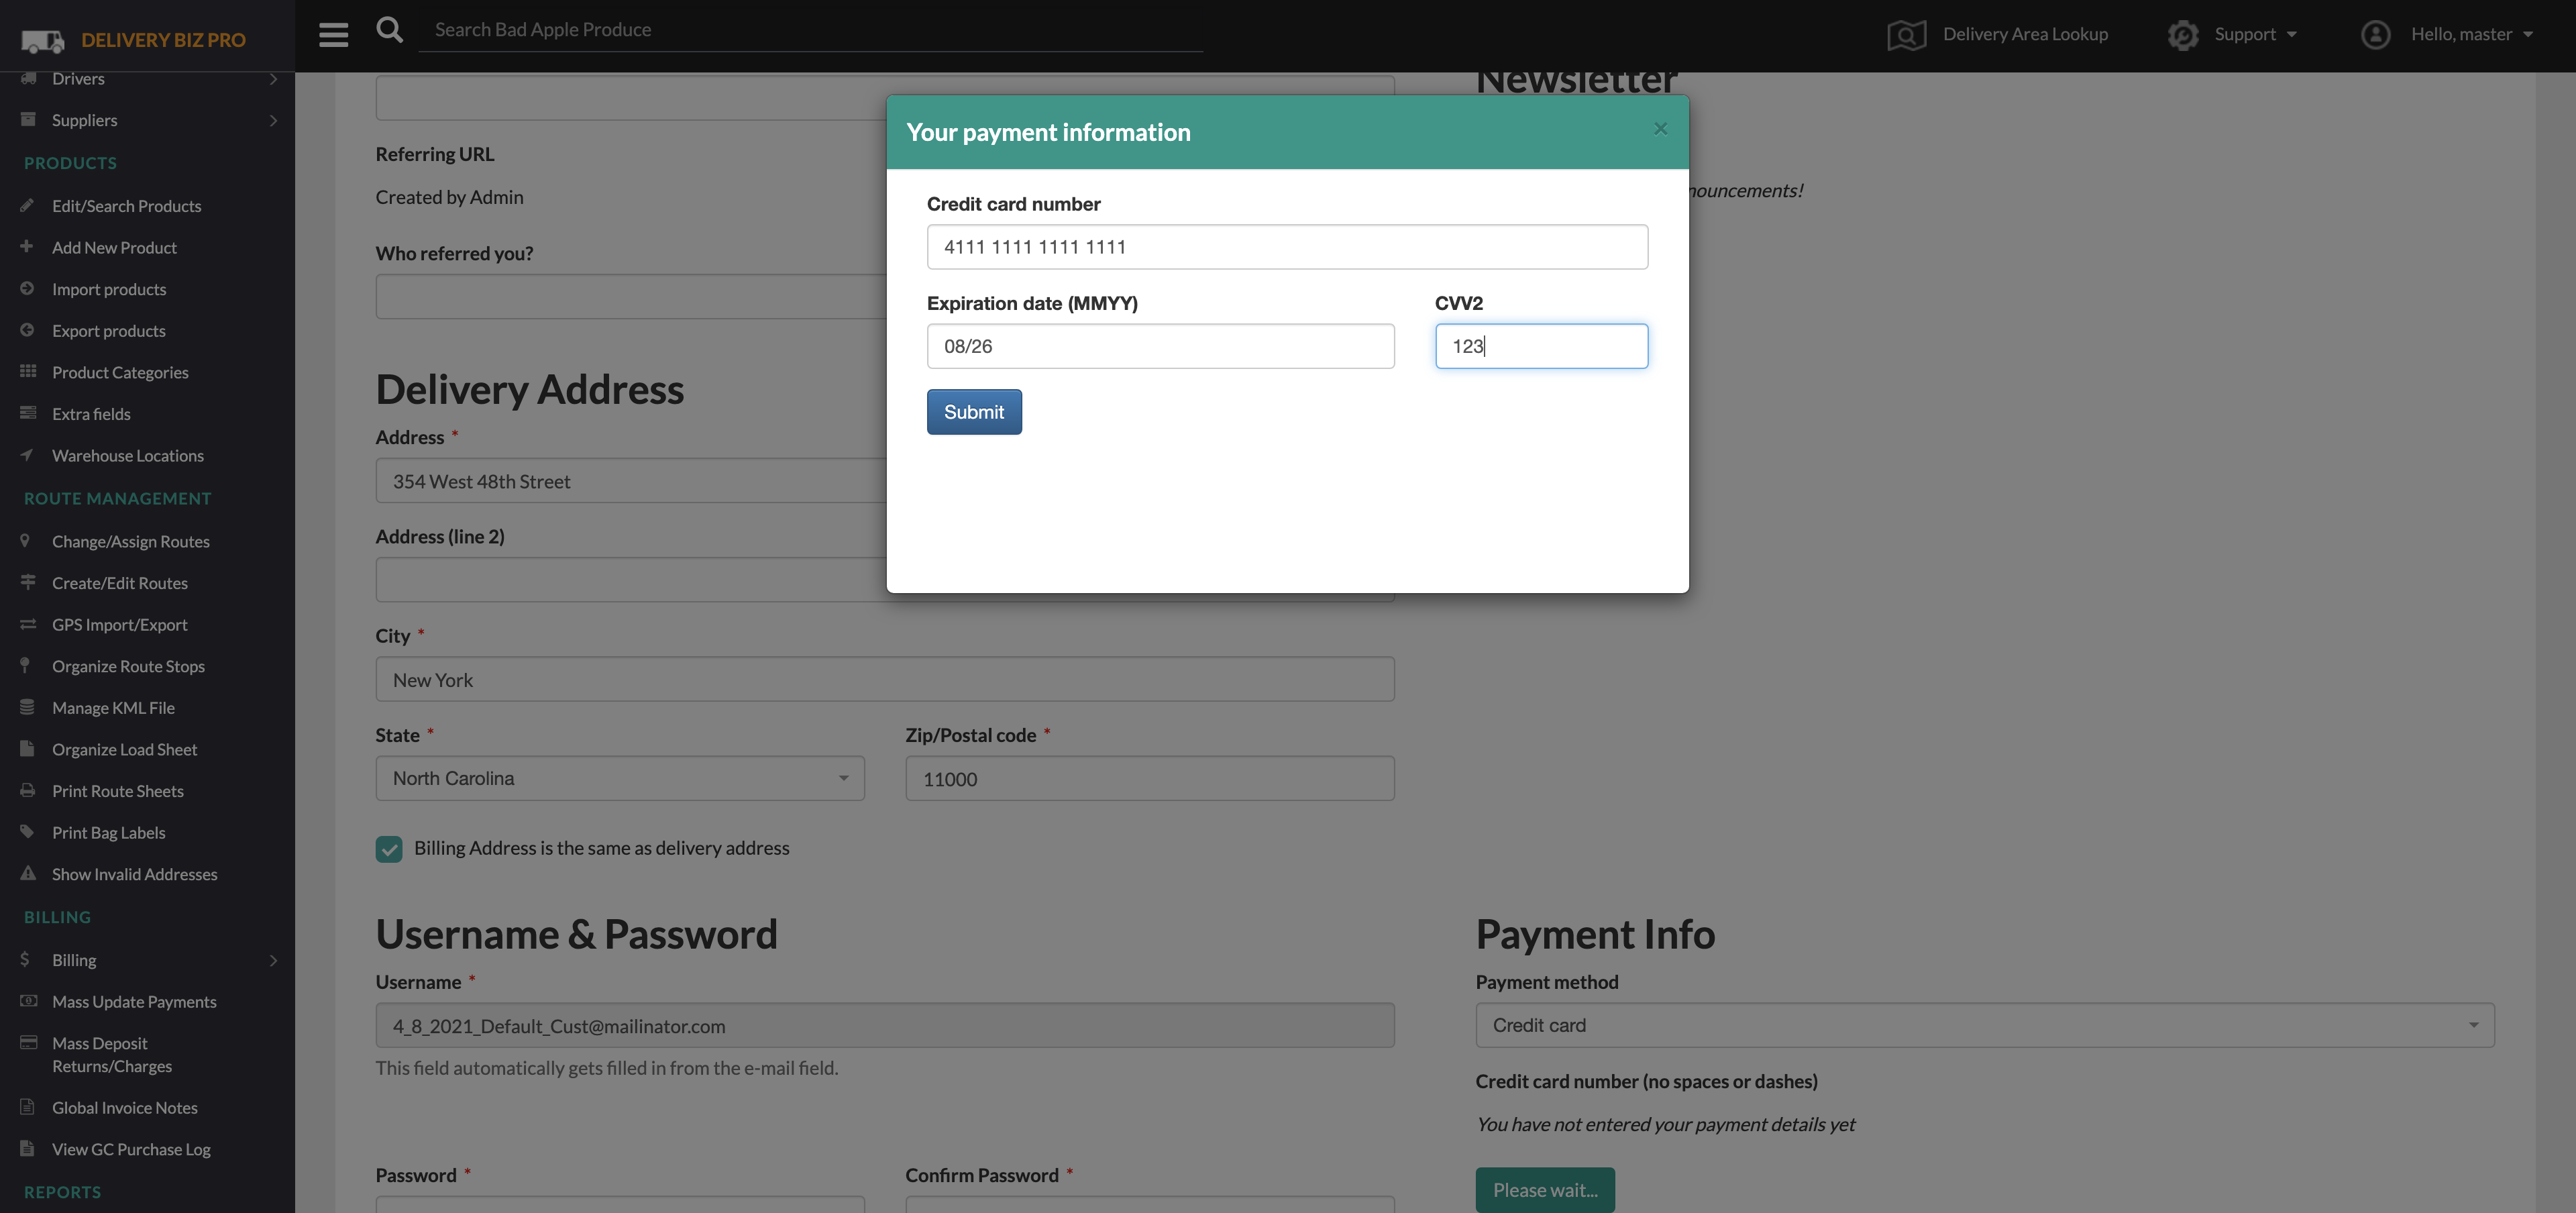 DELIVERY BIZ PRO
Search Bad Apple Produce
Delivery Area Lookup
Support
Hello, master
Drivers
Suppliers
PRODUCTS
Edit/Search Products
Add New Product
Import products
Export products
Product Categories
Extra fields
Warehouse Locations
ROUTE MANAGEMENT
Change/Assign Routes
Create/Edit Routes
GPS Import/Export
Organize Route Stops
Manage KML File
Organize Load Sheet
Print Route Sheets
Print Bag Labels
Show Invalid Addresses
BILLING
Billing
Mass Update Payments
Mass Deposit
Returns/Charges
Global Invoice Notes
View GC Purchase Log
REPORTS
Newsletter
nouncements!
Your payment information
×
Credit card number
4111 1111 1111 1111
Expiration date (MMYY)
CVV2
08/26
123
Submit
Referring URL
Created by Admin
Who referred you?
Delivery Address
Address *
354 West 48th Street
Address (line 2)
City *
New York
State *
Zip/Postal code *
North Carolina
11000
Billing Address is the same as delivery address
Username & Password
Username *
4_8_2021_Default_Cust@mailinator.com
This field automatically gets filled in from the e-mail field.
Password *
Confirm Password *
Payment Info
Payment method
Credit card
Credit card number (no spaces or dashes)
You have not entered your payment details yet
Please wait...